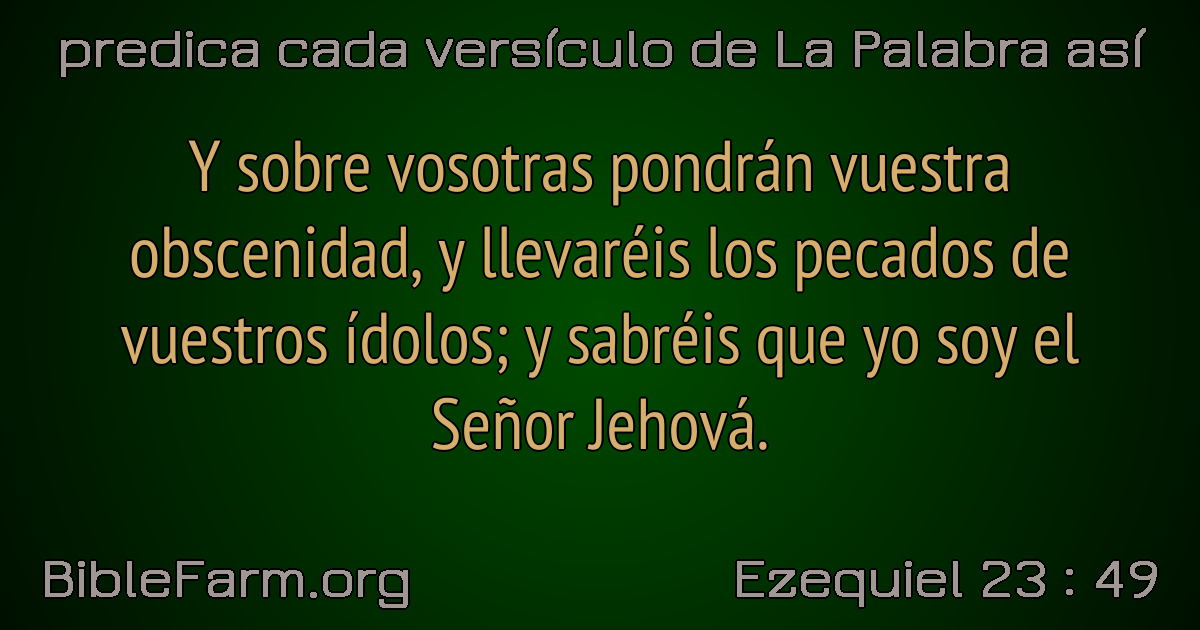 predica cada versículo de La Palabra así
Y sobre vosotras pondrán vuestra
obscenidad, y llevaréis los pecados de
vuestros ídolos; y sabréis que yo soy el
Señor Jehová.
BibleFarm.org
Ezequiel 23 : 49